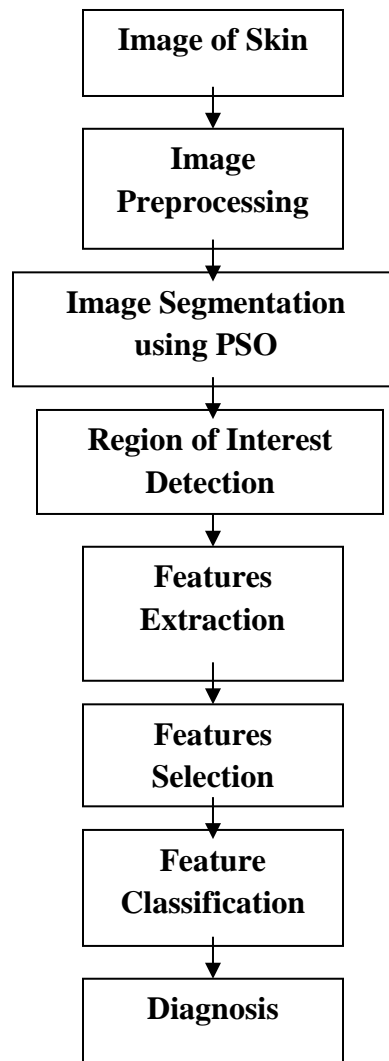 Image of Skin
Image
Preprocessing
Image Segmentation
using PSO
Region of Interest
Detection
Features
Extraction
Features
Selection
Feature
Classification
Diagnosis